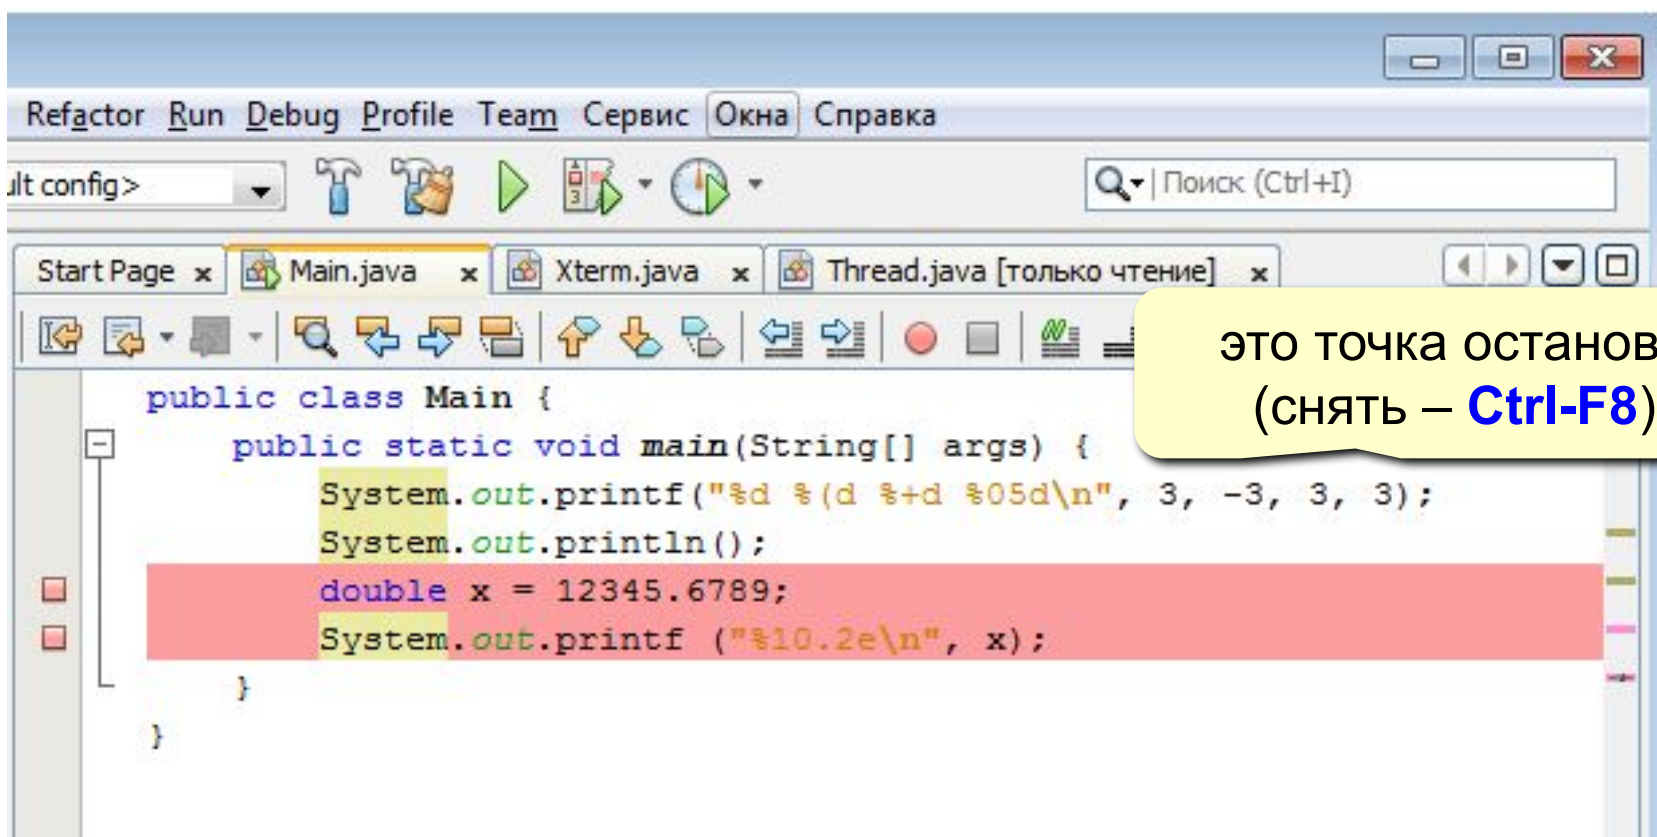 Refactor Run Debug Profile Team Сервис Окна Справка
ult config> Поиск (Ctrl+I)
Start Page x Main.java x Xterm.java x Thread.java [только чтение] x
это точка останов
(снять – Ctrl-F8)
public class Main {
public static void main(String[] args) {
System.out.printf("%d %(d %+d %05d\n", 3, -3, 3, 3);
System.out.println();
double x = 12345.6789;
System.out.printf ("%10.2e\n", x);
}
}